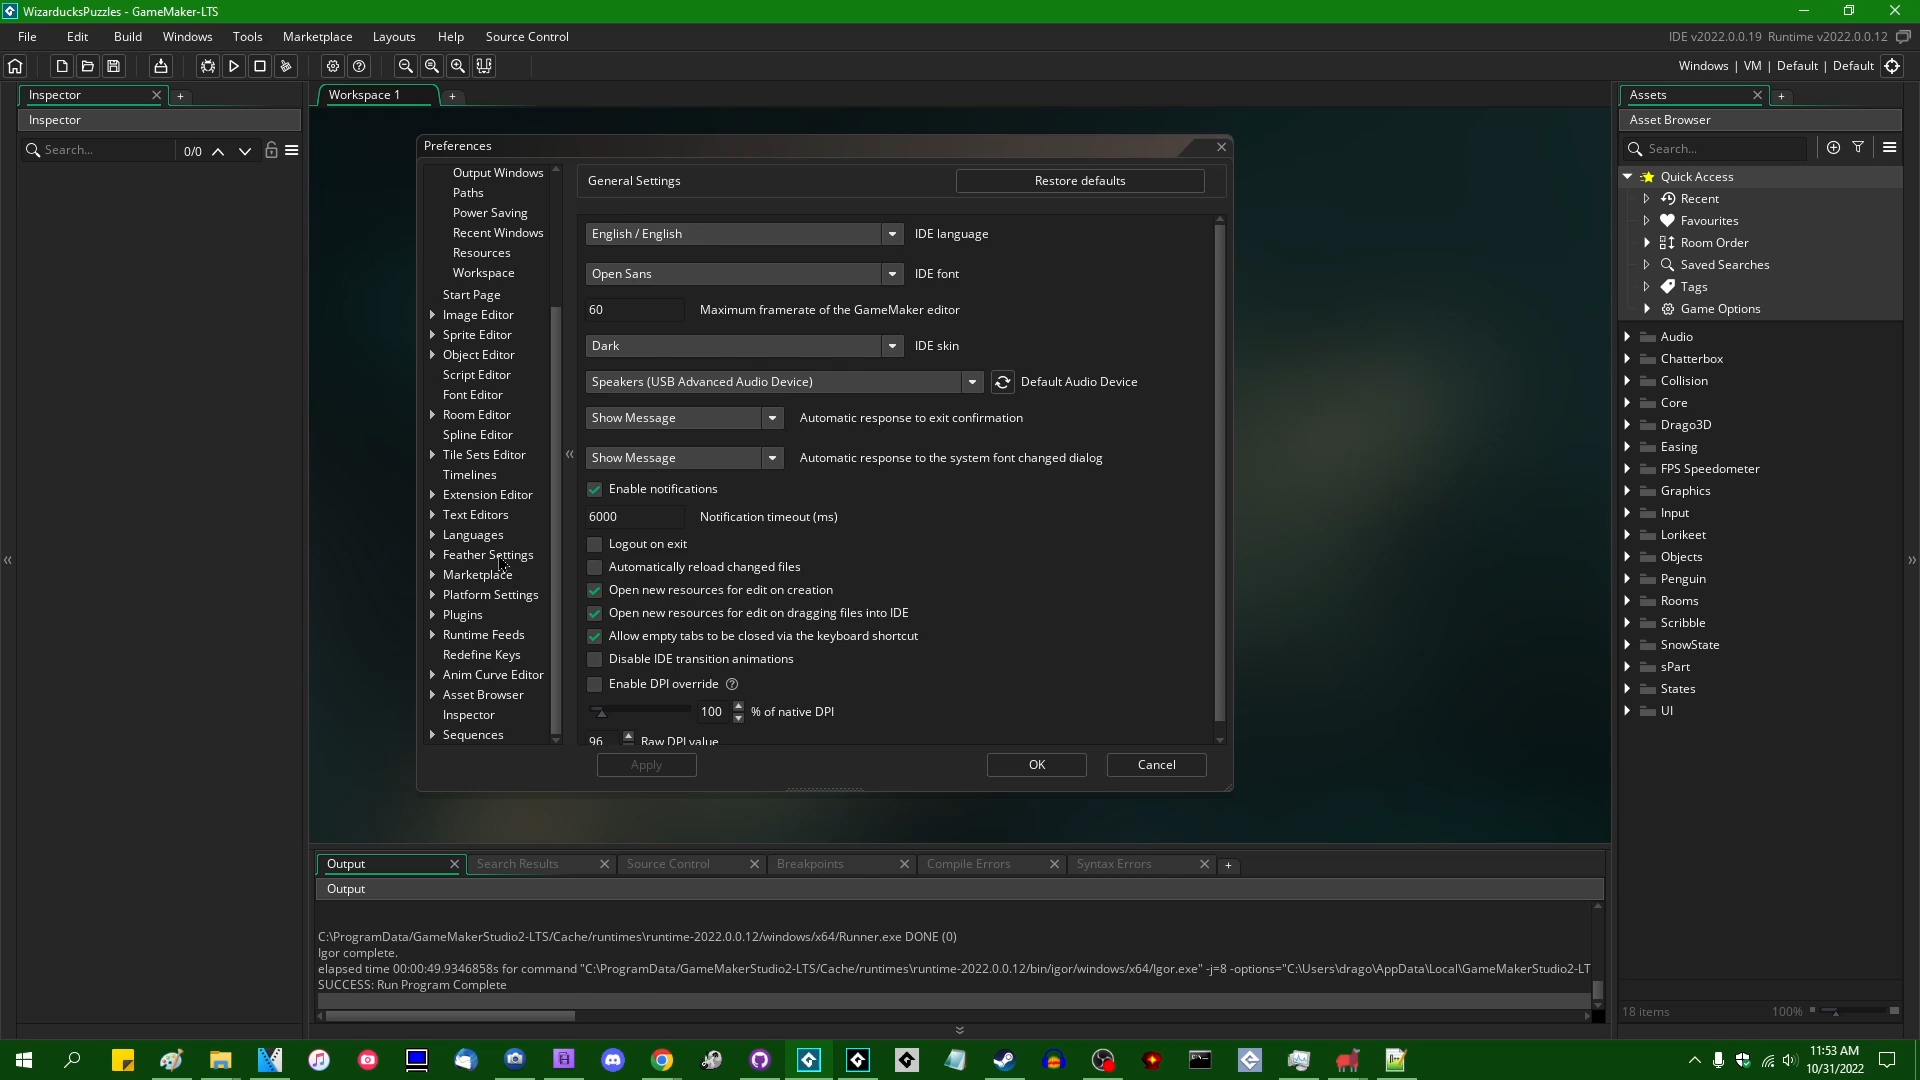 WizarducksPuzzles - GameMaker-LTS
File Edit Build Windows Tools Marketplace Layouts Help Source Control
IDE v2022.0.0.19 Runtime v2022.0.0.12
Windows | VM | Default | Default
Inspector
Inspector
Search...
0/0
Workspace 1
Preferences
Output Windows
Paths
Power Saving
Recent Windows
Resources
Workspace
Start Page
Image Editor
Sprite Editor
Object Editor
Script Editor
Font Editor
Room Editor
Spline Editor
Tile Sets Editor
Timelines
Extension Editor
Text Editors
Languages
Feather Settings
Marketplace
Platform Settings
Plugins
Runtime Feeds
Redefine Keys
Anim Curve Editor
Asset Browser
Inspector
Sequences
General Settings
Restore defaults
English / English IDE language
Open Sans IDE font
60 Maximum framerate of the GameMaker editor
Dark IDE skin
Speakers (USB Advanced Audio Device) Default Audio Device
Show Message Automatic response to exit confirmation
Show Message Automatic response to the system font changed dialog
Enable notifications
6000 Notification timeout (ms)
Logout on exit
Automatically reload changed files
Open new resources for edit on creation
Open new resources for edit on dragging files into IDE
Allow empty tabs to be closed via the keyboard shortcut
Disable IDE transition animations
Enable DPI override
100 % of native DPI
96 Raw DPI value
Apply
OK
Cancel
Assets
Asset Browser
Search...
Quick Access
Recent
Favourites
Room Order
Saved Searches
Tags
Game Options
Audio
Chatterbox
Collision
Core
Drago3D
Easing
FPS Speedometer
Graphics
Input
Lorikeet
Objects
Penguin
Rooms
Scribble
SnowState
sPart
States
UI
18 items
100%
Output Search Results Source Control Breakpoints Compile Errors Syntax Errors
Output
C:\ProgramData/GameMakerStudio2-LTS/Cache/runtimes\runtime-2022.0.0.12/windows/x64/Runner.exe DONE (0)
Igor complete.
elapsed time 00:00:49.9346858s for command "C:\ProgramData/GameMakerStudio2-LTS/Cache/runtimes\runtime-2022.0.0.12/bin/igor/windows/x64/Igor.exe" -j=8 -options="C:\Users\drago\AppData\Local\GameMakerStudio2-LT
SUCCESS: Run Program Complete
11:53 AM
10/31/2022